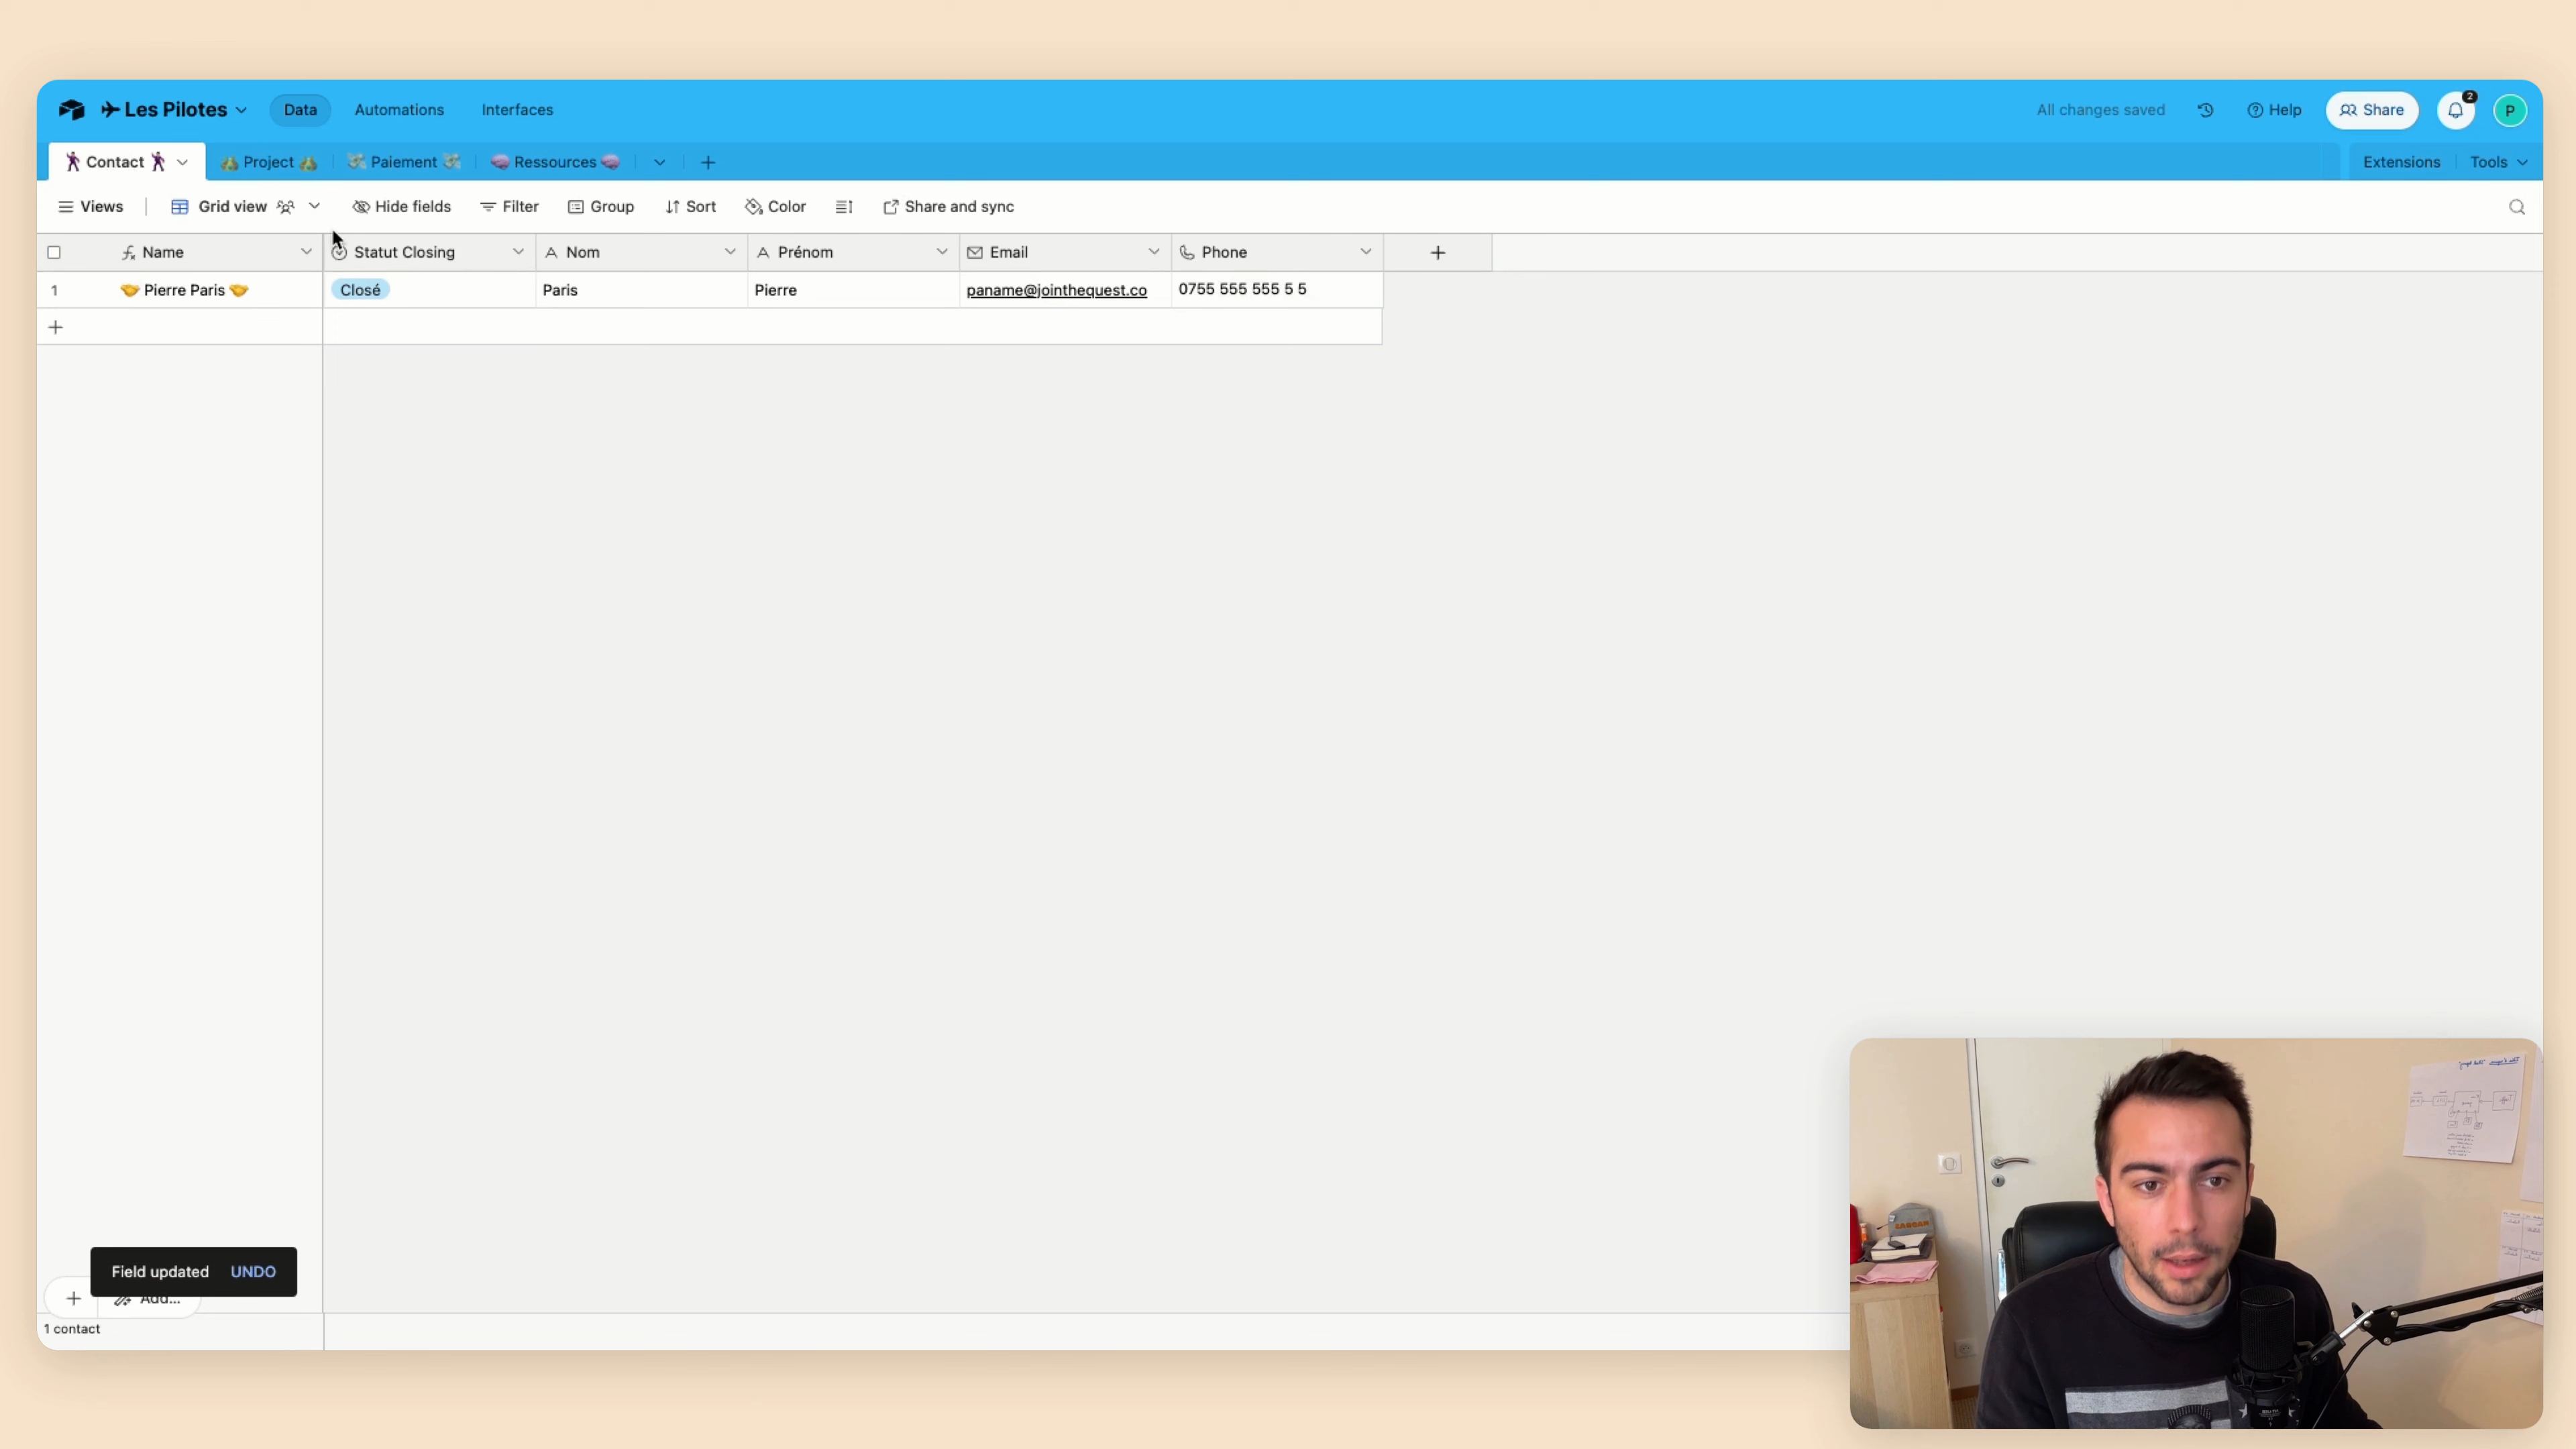 Les Pilotes Data Automations Interfaces All changes saved Help Share 2 P
Contact Project Paiement Ressources Extensions Tools
Views Grid view Hide fields Filter Group Sort Color Share and sync
Name Statut Closing Nom Prénom Email Phone
1 Pierre Paris Closé Paris Pierre paname@jointhequest.co 0755 555 555 5 5
Field updated UNDO
Add...
1 contact